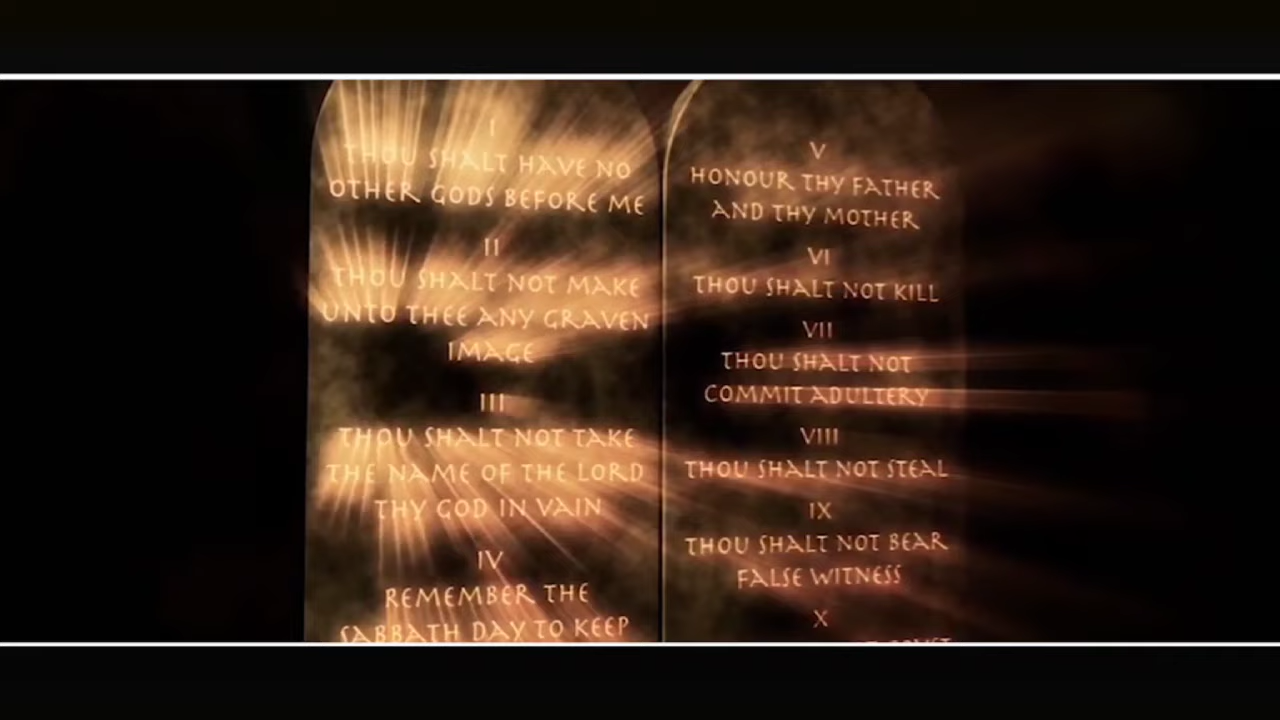 I
THOU SHALT HAVE NO
OTHER GODS BEFORE ME
II
THOU SHALT NOT MAKE
UNTO THEE ANY GRAVEN
IMAGE
III
THOU SHALT NOT TAKE
THE NAME OF THE LORD
THY GOD IN VAIN
IV
REMEMBER THE
SABBATH DAY TO KEEP
V
HONOUR THY FATHER
AND THY MOTHER
VI
THOU SHALT NOT KILL
VII
THOU SHALT NOT
COMMIT ADULTERY
VIII
THOU SHALT NOT STEAL
IX
THOU SHALT NOT BEAR
FALSE WITNESS
X